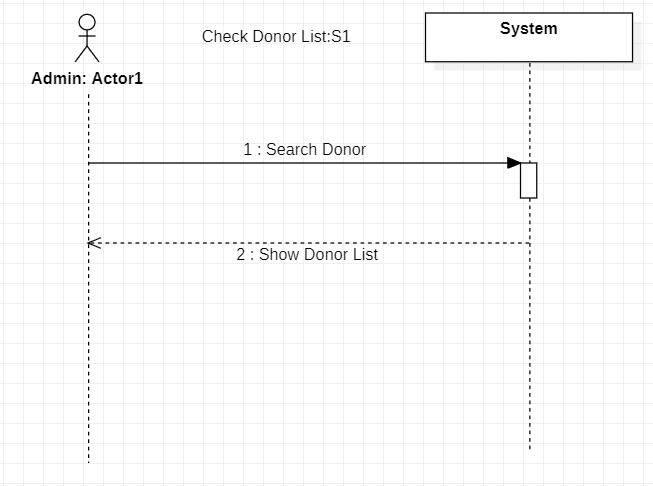 Check Donor List:S1
System
Admin: Actor1
1 : Search Donor
2 : Show Donor List